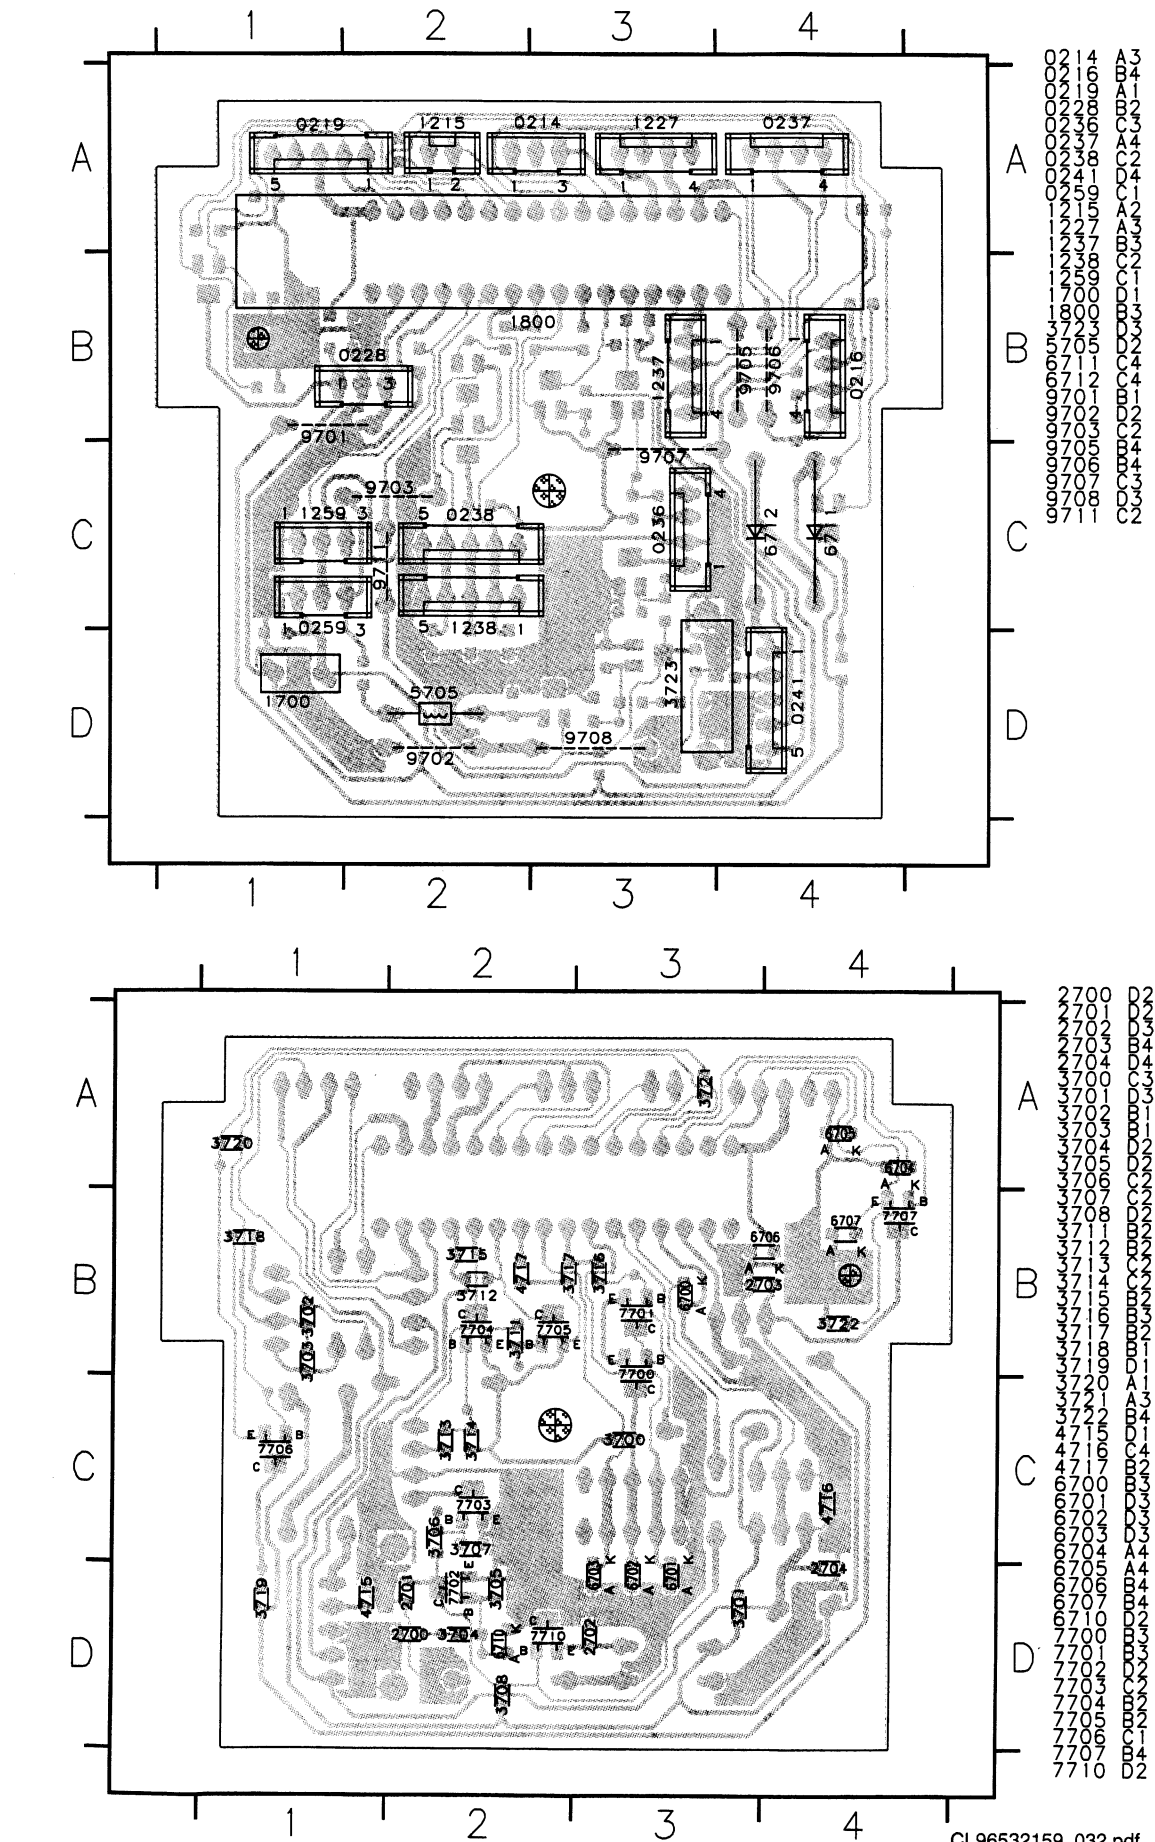 1 2 3 4
0214 A3
0216 B4
0219 A1
0228 B2
0236 C3
0237 A4
0238 C2
0241 D4
0259 C1
1215 A2
1227 A3
1237 B3
1238 C2
1259 C1
1700 D1
1800 B3
3723 D3
5705 D2
6711 C4
6712 C4
9701 B1
9702 D2
9703 C2
9705 B4
9706 B4
9707 C3
9708 D3
9711 C2
0219 1215 0214 1227 0237
A A
5 1 1 2 1 3 1 4 1 4
1800
B B
0228
1 3
1237
1
4
9705
9706
1
4
0216
9701
9707
9703
4
1 1259 3 5 0238 1
0236
6712
6711
C C
9711
1
1 0259 3 5 1238 1
1700
5705
3723
1
0241
5
D D
9702
9708
1 2 3 4
1 2 3 4
2700 D2
2701 D2
2702 D3
2703 B4
2704 D4
3700 C3
3701 D3
3702 B1
3703 B1
3704 D2
3705 D2
3706 C2
3707 C2
3708 D2
3711 B2
3712 B2
3713 C2
3714 C2
3715 B2
3716 B3
3717 B2
3718 B1
3719 D1
3720 A1
3721 A3
3722 B4
4715 D1
4716 C4
4717 B2
6700 B3
6701 D3
6702 D3
6703 D3
6704 A4
6705 A4
6706 B4
6707 B4
6710 D2
7700 B3
7701 B3
7702 D2
7703 C2
7704 B2
7705 B2
7706 C1
7707 B4
7710 D2
A A
3721
3720
6705
A K
6704
A K
E B
7707
C
3718
6707
A K
6706
A K
2703
3715
3712
4717
3717
3716
6700
K
A
B B
3702
C
7704
B E
3711
C
7705
B E
E B
7701
C
3722
3703
E B
7700
C
E B
7706
C
3713
3714
3700
C C
4716
C
7703
B E
3706
3707
3719
4715
2701
E
7702
C
B
3705
6703
K
A
6702
K
A
6701
K
A
2704
3701
2700 3704
6710
K
A
C
7710
B E
2702
D D
3708
1 2 3 4
CL96532159_032.pdf